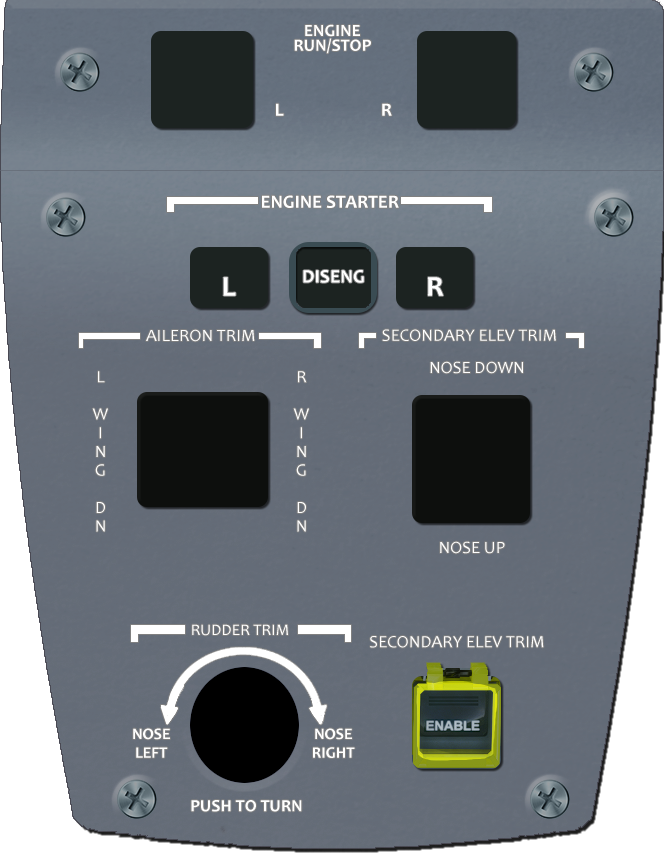 ENGINE
RUN/STOP
L
R
ENGINE STARTER
L
DISENG
R
AILERON TRIM
SECONDARY ELEV TRIM
NOSE DOWN
L WING DN
R WING DN
NOSE UP
RUDDER TRIM
SECONDARY ELEV TRIM
NOSE
LEFT
NOSE
RIGHT
ENABLE
PUSH TO TURN